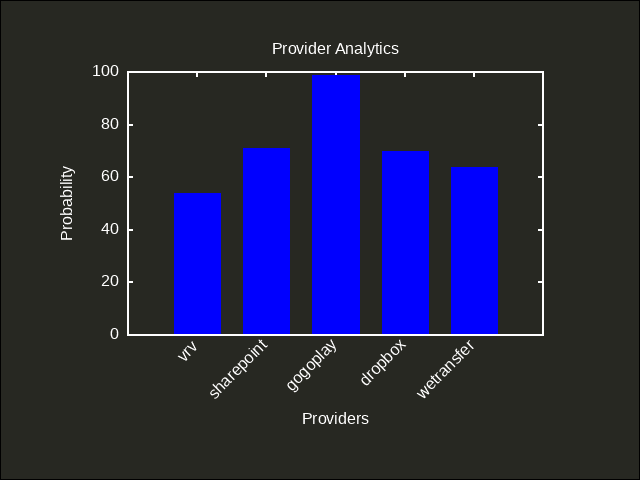 Provider Analytics
100
80
60
40
20
0
Probability
vrv
sharepoint
gogoplay
dropbox
wetransfer
Providers